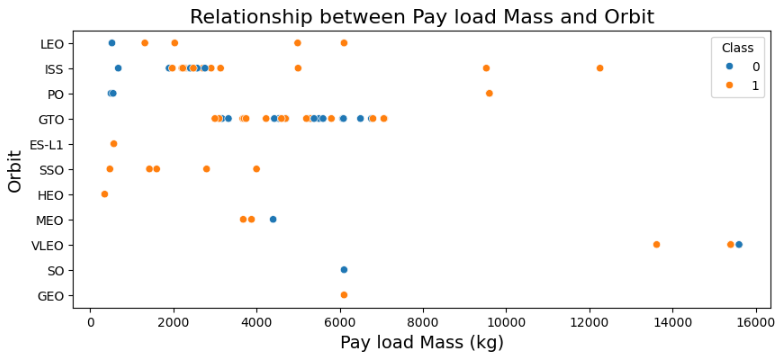 Relationship between Pay load Mass and Orbit
Orbit
LEO
ISS
PO
GTO
ES-L1
SSO
HEO
MEO
VLEO
SO
GEO
Class
0
1
0 2000 4000 6000 8000 10000 12000 14000 16000
Pay load Mass (kg)